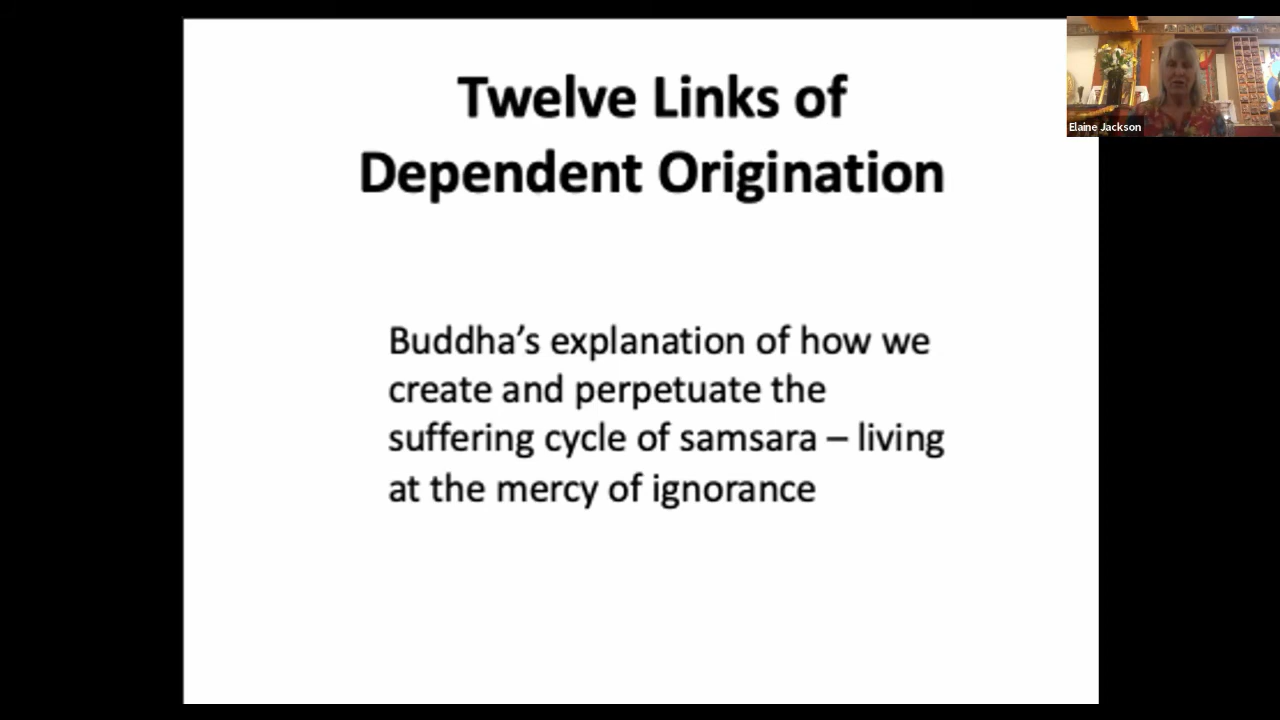 Twelve Links of
Dependent Origination
Buddha’s explanation of how we
create and perpetuate the
suffering cycle of samsara – living
at the mercy of ignorance
Elaine Jackson